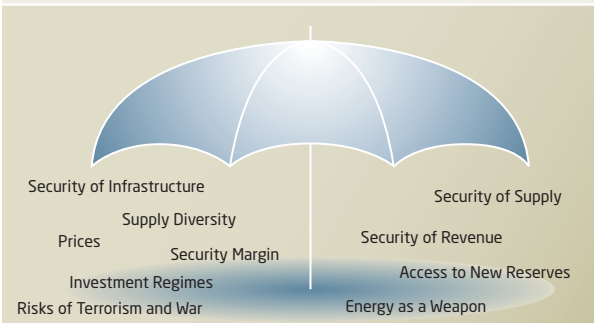 Security of Infrastructure
Security of Supply
Supply Diversity
Prices
Security of Revenue
Security Margin
Access to New Reserves
Investment Regimes
Risks of Terrorism and War
Energy as a Weapon